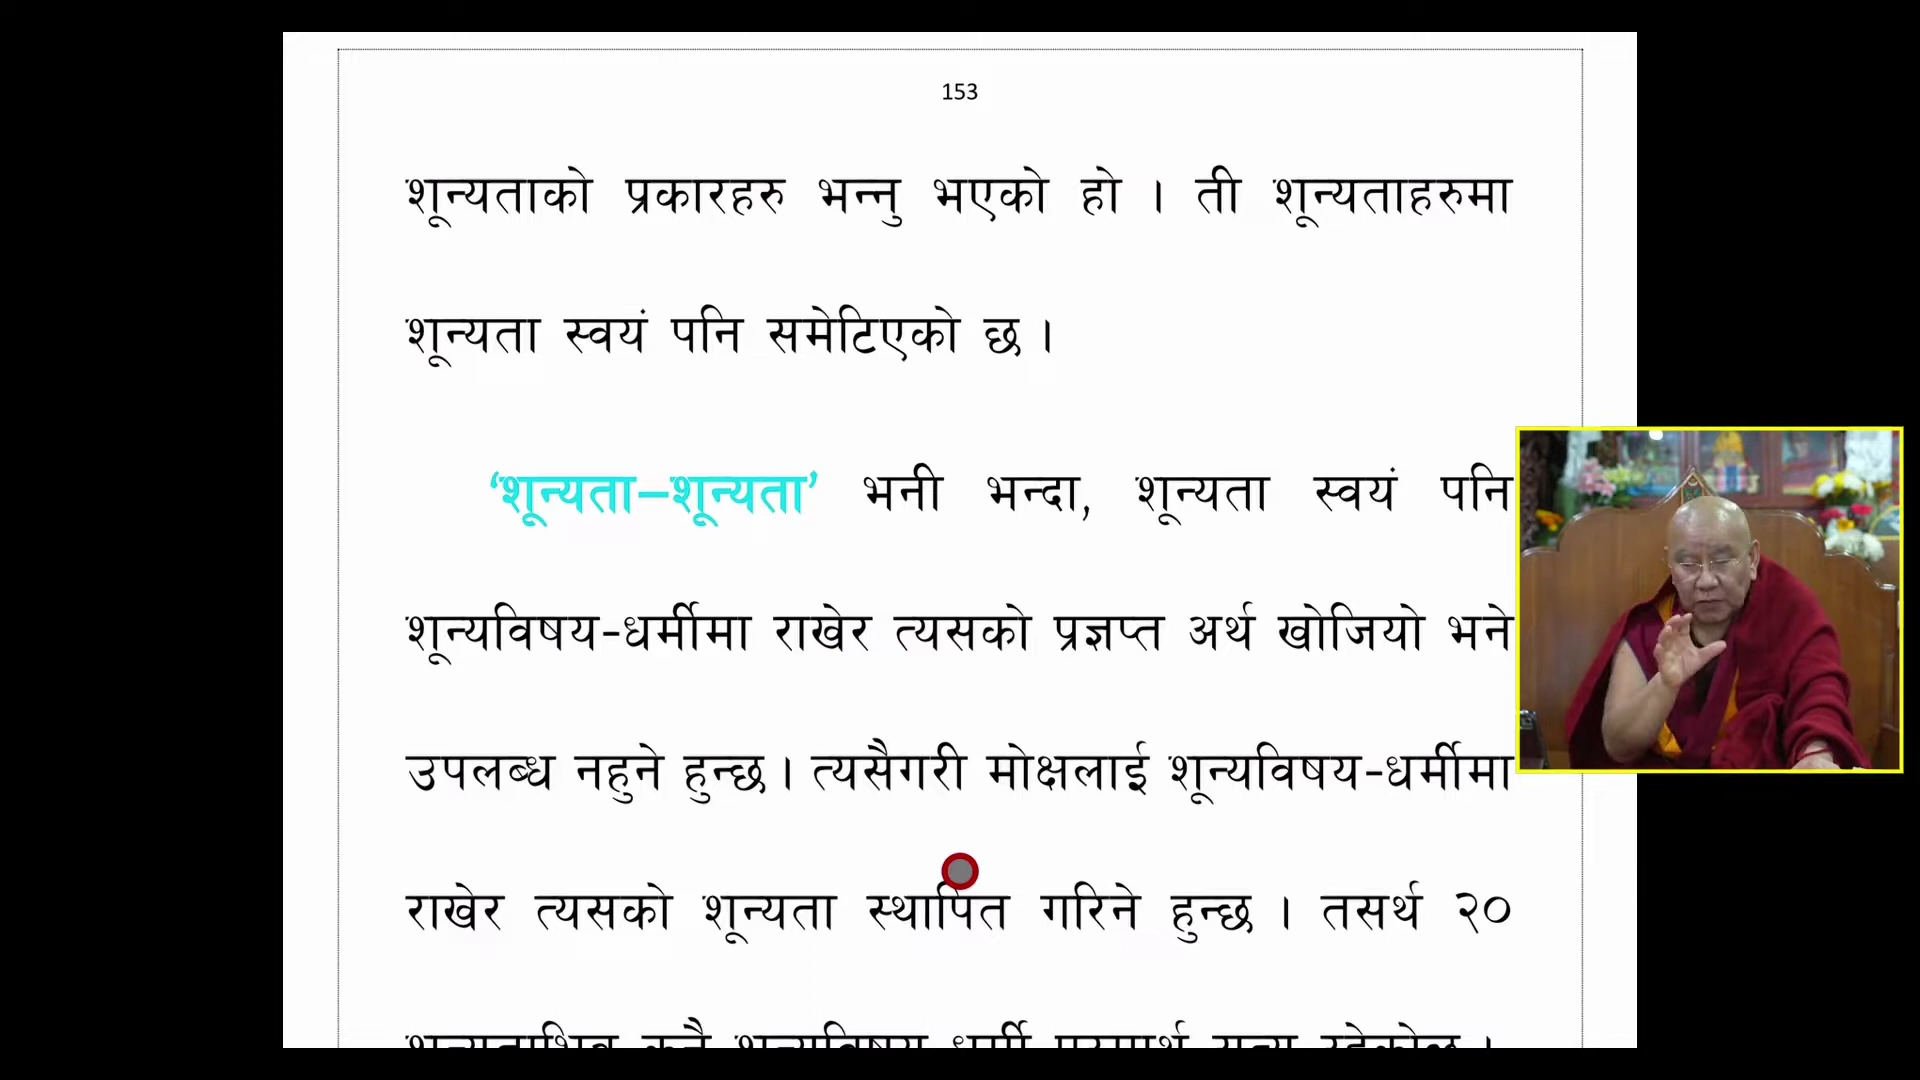 153
शून्यताको प्रकारहरु भन्नु भएको हो । ती शून्यताहरुमा
शून्यता स्वयं पनि समेटिएको छ ।
‘शून्यता–शून्यता’ भनी भन्दा, शून्यता स्वयं पनि
शून्यविषय-धर्मीमा राखेर त्यसको प्रज्ञप्त अर्थ खोजियो भने
उपलब्ध नहुने हुन्छ । त्यसैगरी मोक्षलाई शून्यविषय-धर्मीमा
राखेर त्यसको शून्यता स्थापित गरिने हुन्छ । तसर्थ २०